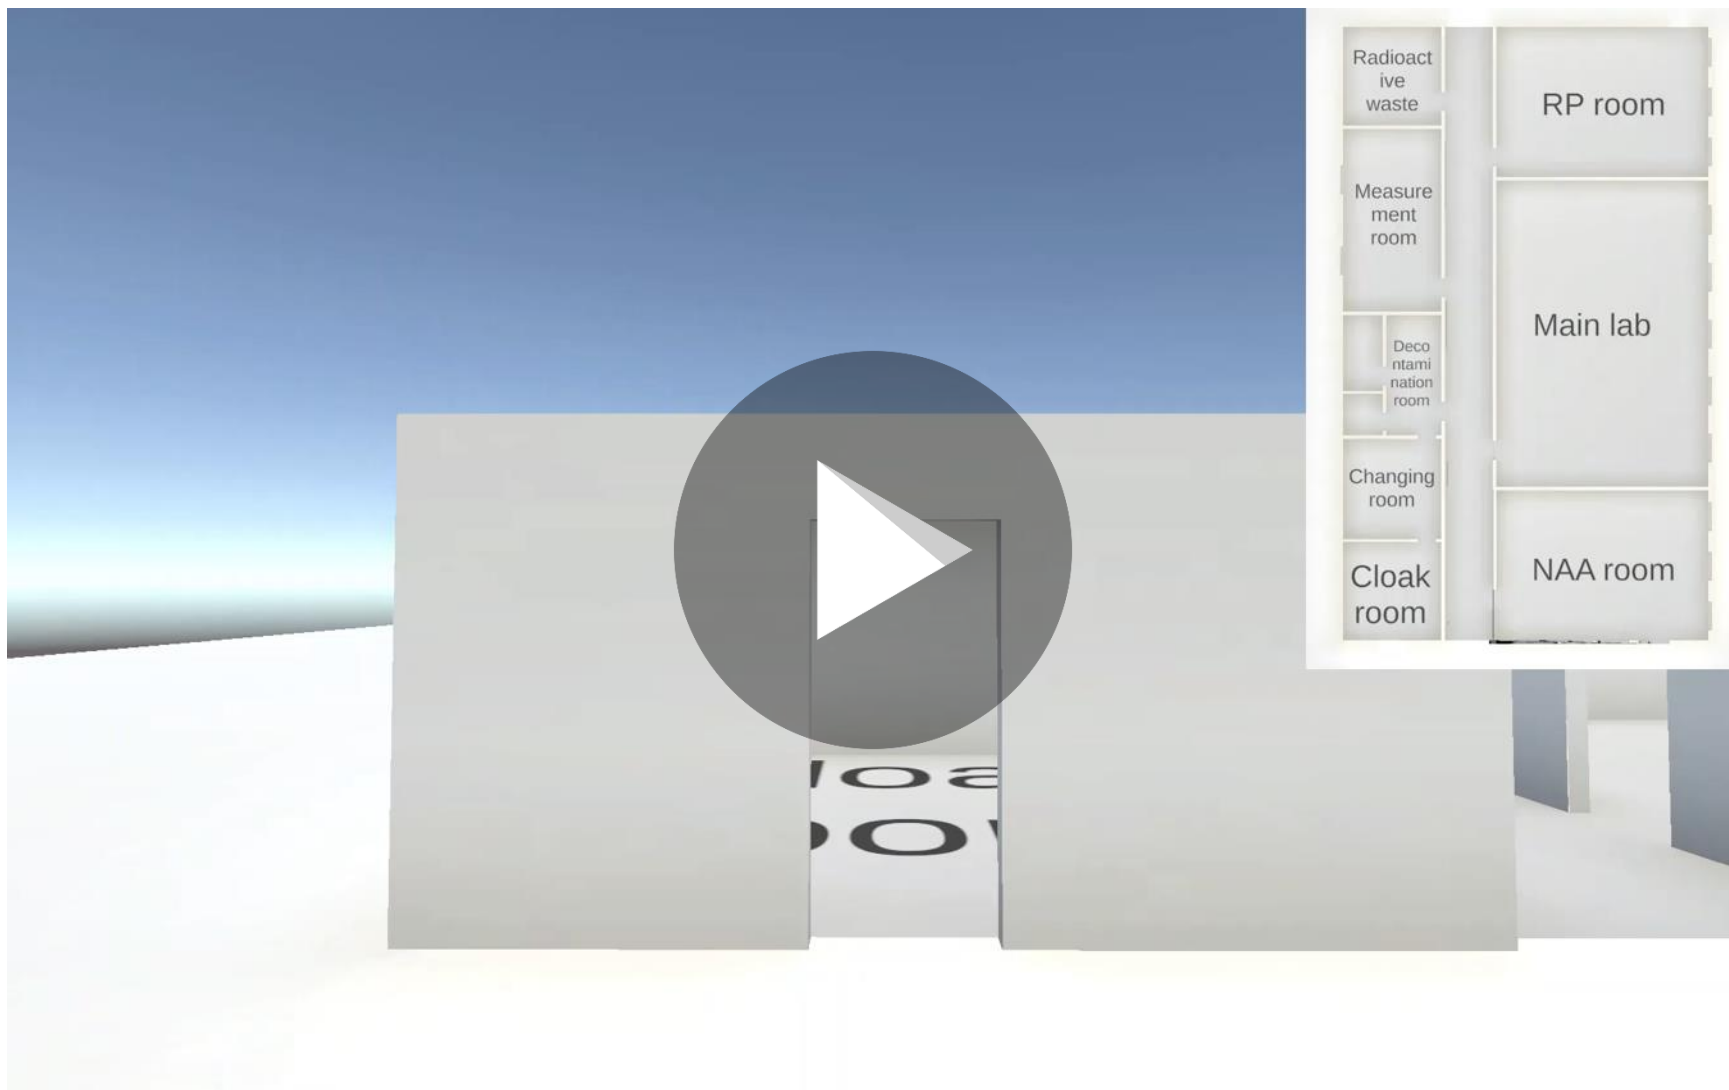 Radioact
ive
waste
RP room
Measure
ment
room
Main lab
Deco
ntami
nation
room
Changing
room
Cloak
room
NAA room